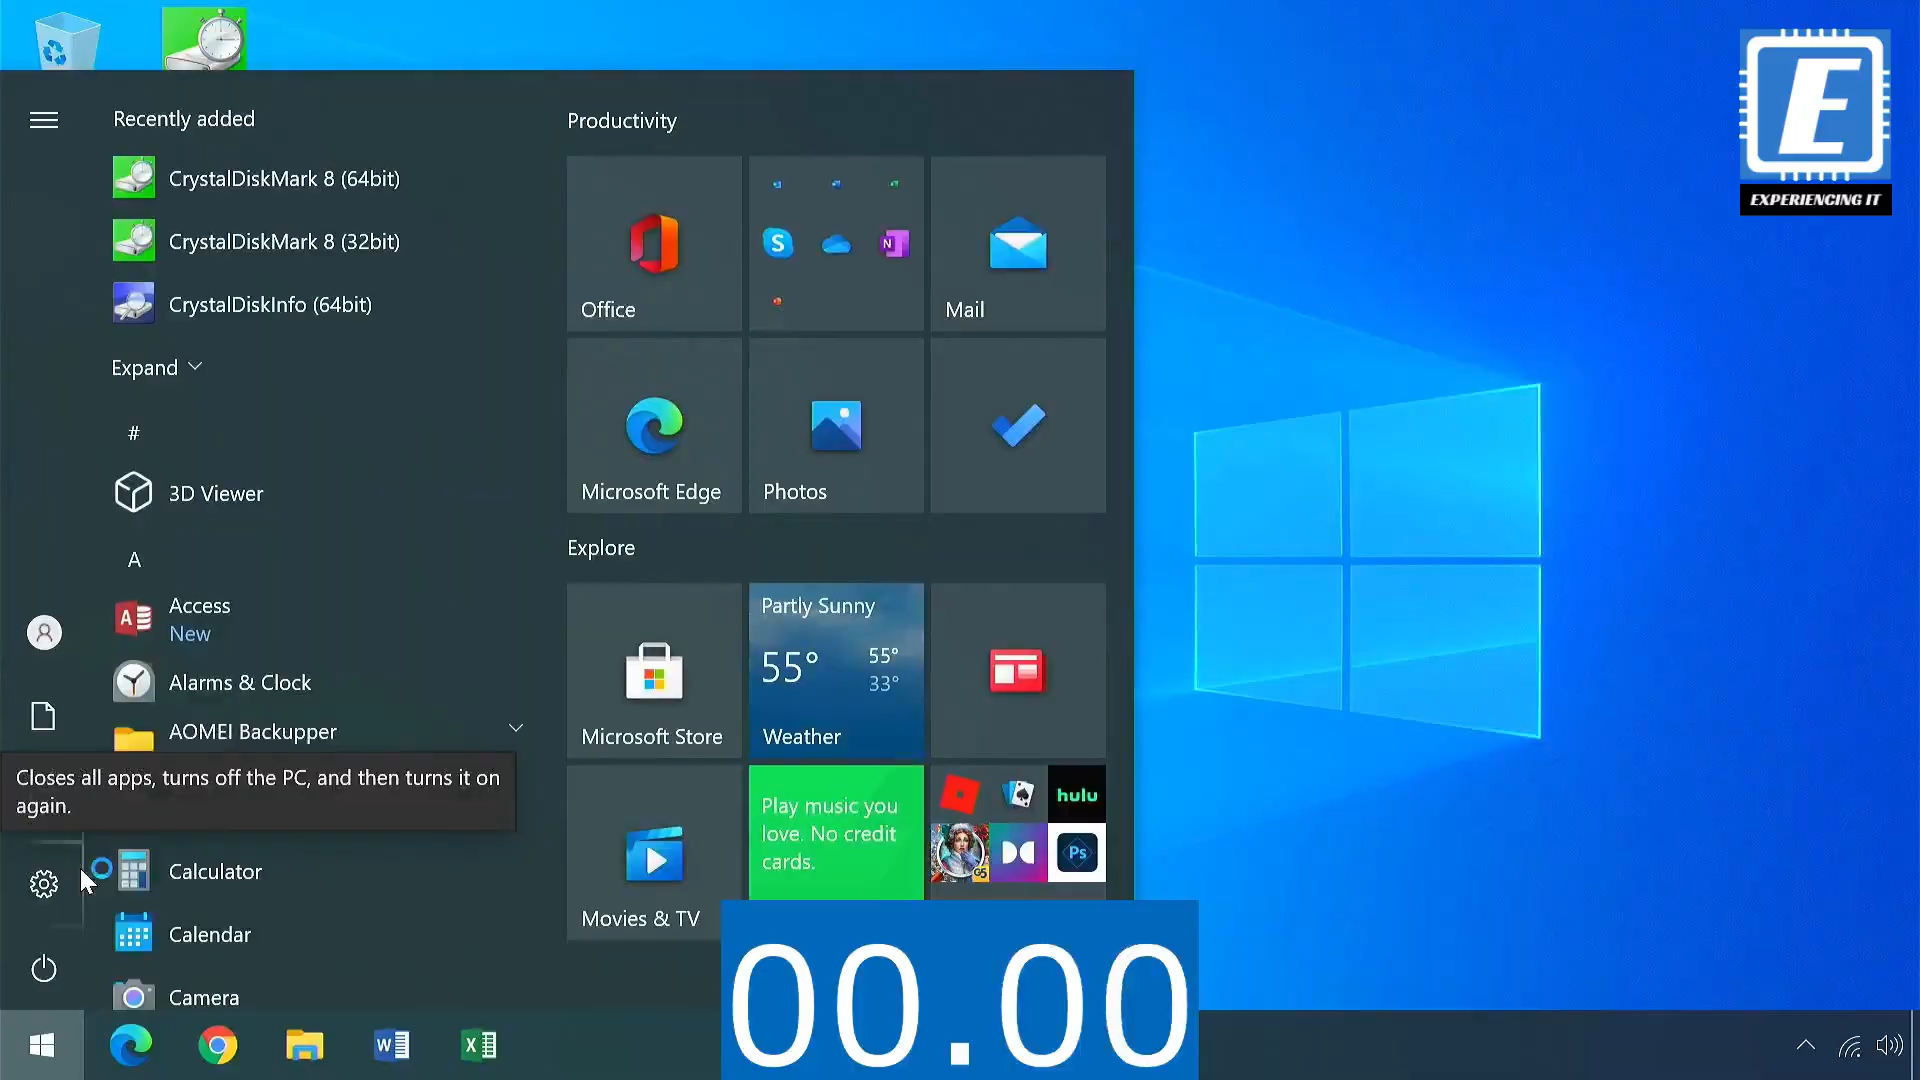 E
EXPERIENCING IT
Recently added
CrystalDiskMark 8 (64bit)
CrystalDiskMark 8 (32bit)
CrystalDiskInfo (64bit)
Expand
#
3D Viewer
A
Access
New
Alarms & Clock
AOMEI Backupper
Closes all apps, turns off the PC, and then turns it on
again.
Calculator
Calendar
Camera
Productivity
Office
S
N
Mail
Microsoft Edge
Photos
Explore
Microsoft Store
Partly Sunny
55°
55°
33°
Weather
Movies & TV
Play music you
love. No credit
cards.
hulu
G5
Ps
00.00
W
X